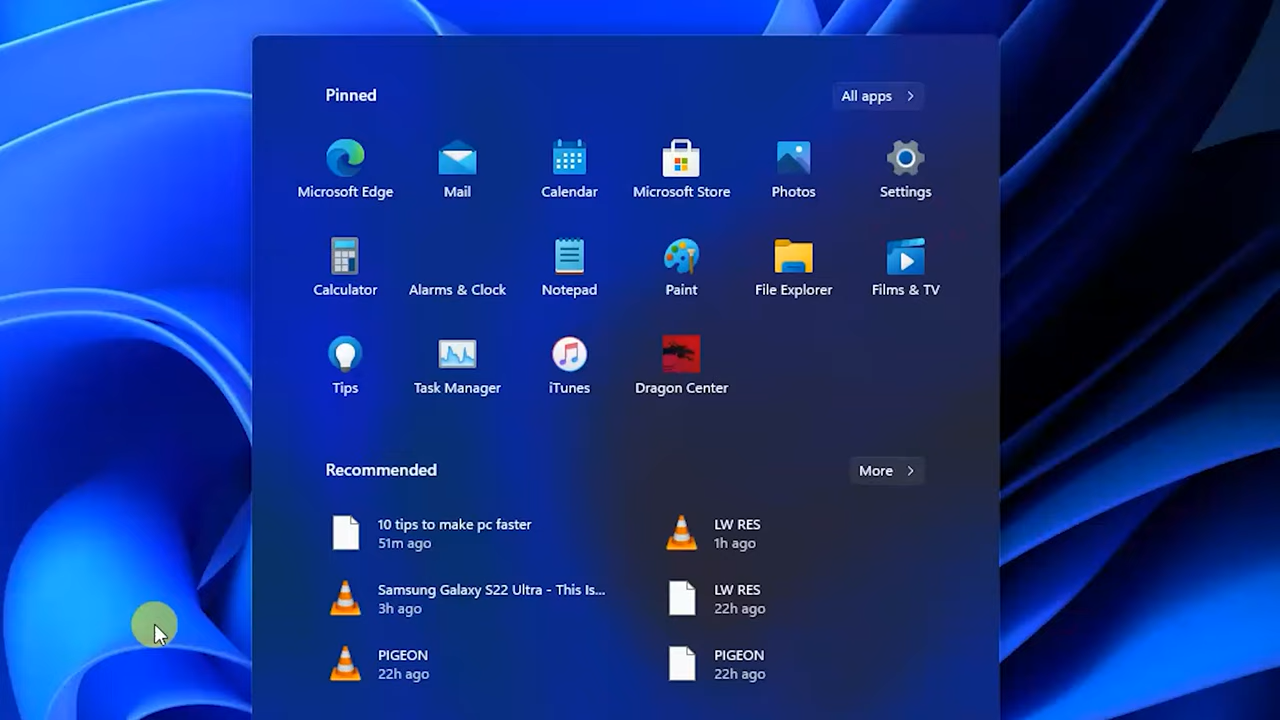 Pinned
All apps
Microsoft Edge
Mail
Calendar
Microsoft Store
Photos
Settings
Calculator
Alarms & Clock
Notepad
Paint
File Explorer
Films & TV
Tips
Task Manager
iTunes
Dragon Center
Recommended
More
10 tips to make pc faster
51m ago
LW RES
1h ago
Samsung Galaxy S22 Ultra - This Is...
3h ago
LW RES
22h ago
PIGEON
22h ago
PIGEON
22h ago